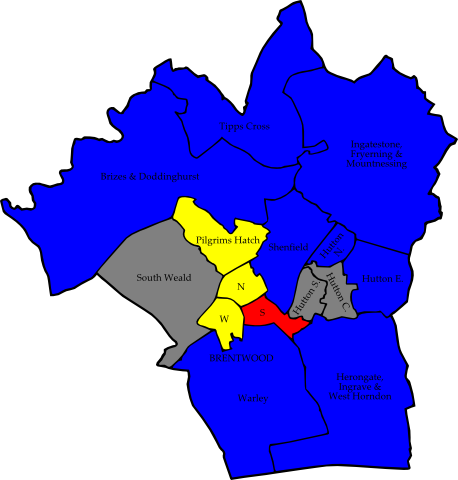 Tipps Cross
Ingatestone,
Fryerning &
Mountnessing
Brizes & Doddinghurst
Pilgrims Hatch
Shenfield
Hutton
N.
South Weald
Hutton E.
Hutton S.
Hutton C.
N
S
W
BRENTWOOD
Warley
Herongate,
Ingrave &
West Horndon